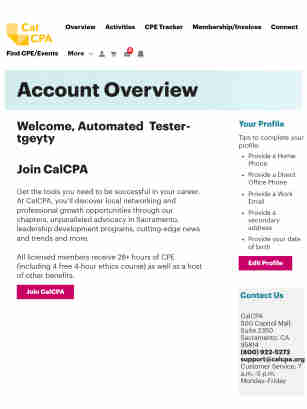 Cal
CPA
Overview Activities CPE Tracker Membership/Invoices Connect
Find CPE/Events More
Account Overview
Welcome, Automated Tester-
tgeyty
Join CalCPA
Get the tools you need to be successful in your career.
At CalCPA, you'll discover local networking and
professional growth opportunities through our
chapters, unparalleled advocacy in Sacramento,
leadership development programs, cutting-edge news
and trends and more.
All licensed members receive 28+ hours of CPE
(including 4 free 4-hour ethics course) as well as a host
of other benefits.
Join CalCPA
Your Profile
Tips to complete your
profile:
• Provide a Home
Phone
• Provide a Direct
Office Phone
• Provide a Work
Email
• Provide a
secondary
address
• Provide your date
of birth
Edit Profile
Contact Us
CalCPA
500 Capitol Mall,
Suite 2350
Sacramento, CA
95814
(800) 922-5272
support@calcpa.org
Customer Service: 7
a.m.-5 p.m.
Monday-Friday